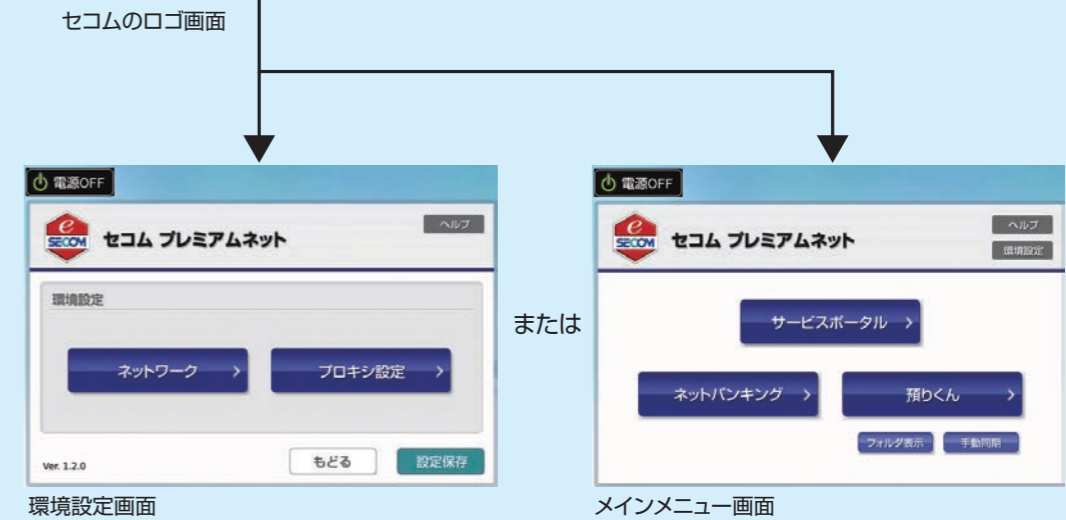 セコムのロゴ画面
電源OFF
e
SECOM
セコム プレミアムネット
ヘルプ
環境設定
ネットワーク
プロキシ設定
Ver. 1.2.0
もどる
設定保存
環境設定画面
または
電源OFF
e
SECOM
セコム プレミアムネット
ヘルプ
環境設定
サービスポータル
ネットバンキング
預りくん
フォルダ表示
手動同期
メインメニュー画面